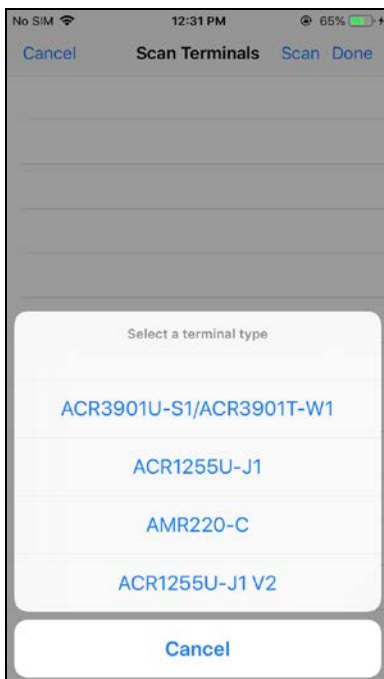 No SIM 12:31 PM 65%
Cancel Scan Terminals Scan Done
Select a terminal type
ACR3901U-S1/ACR3901T-W1
ACR1255U-J1
AMR220-C
ACR1255U-J1 V2
Cancel